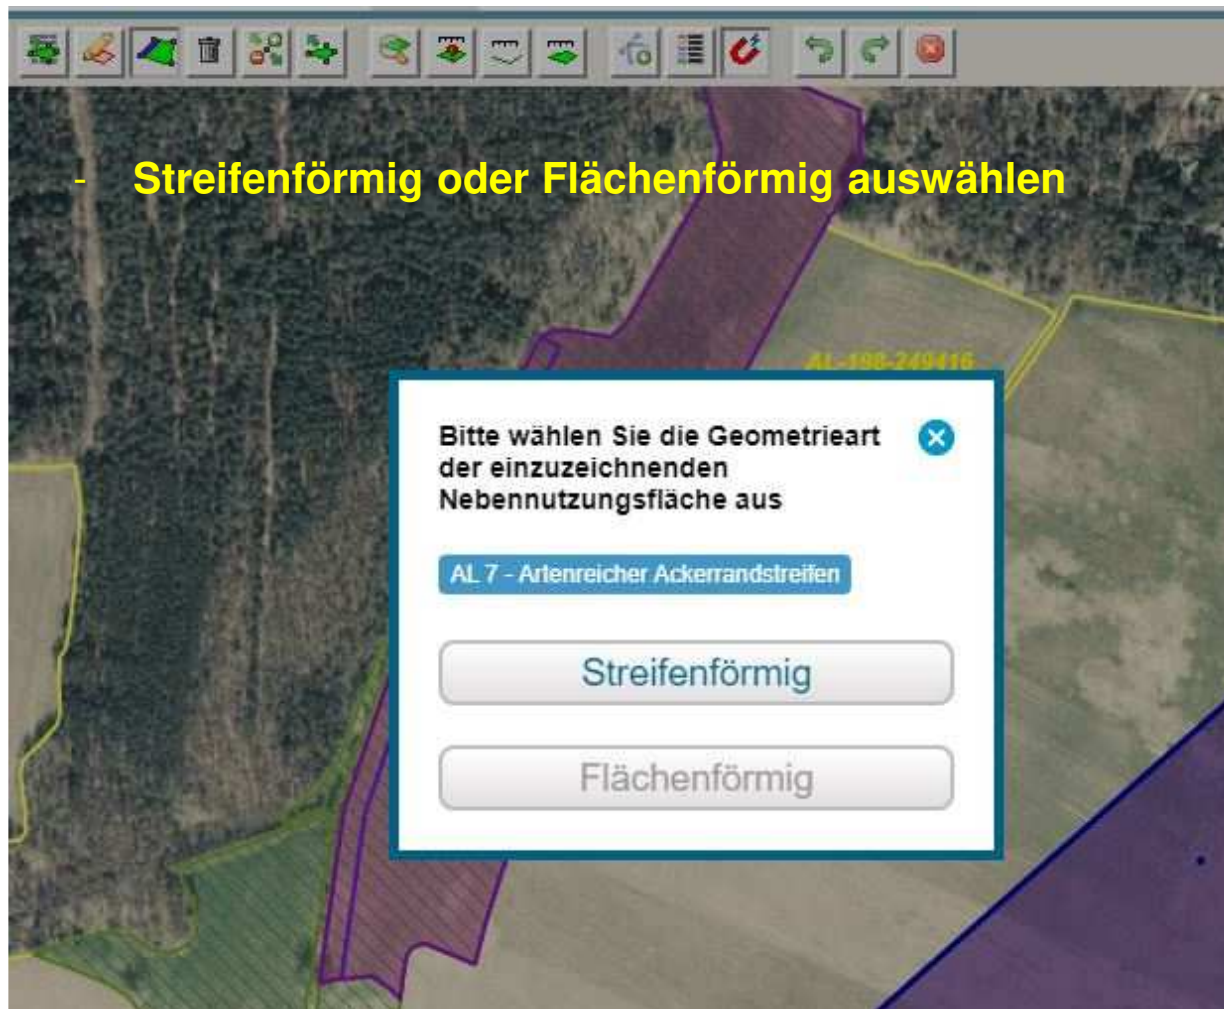 - Streifenförmig oder Flächenförmig auswählen
AL-198-249416
Bitte wählen Sie die Geometrieart
der einzuzeichnenden
Nebennutzungsfläche aus
AL 7 - Artenreicher Ackerrandstreifen
Streifenförmig
Flächenförmig